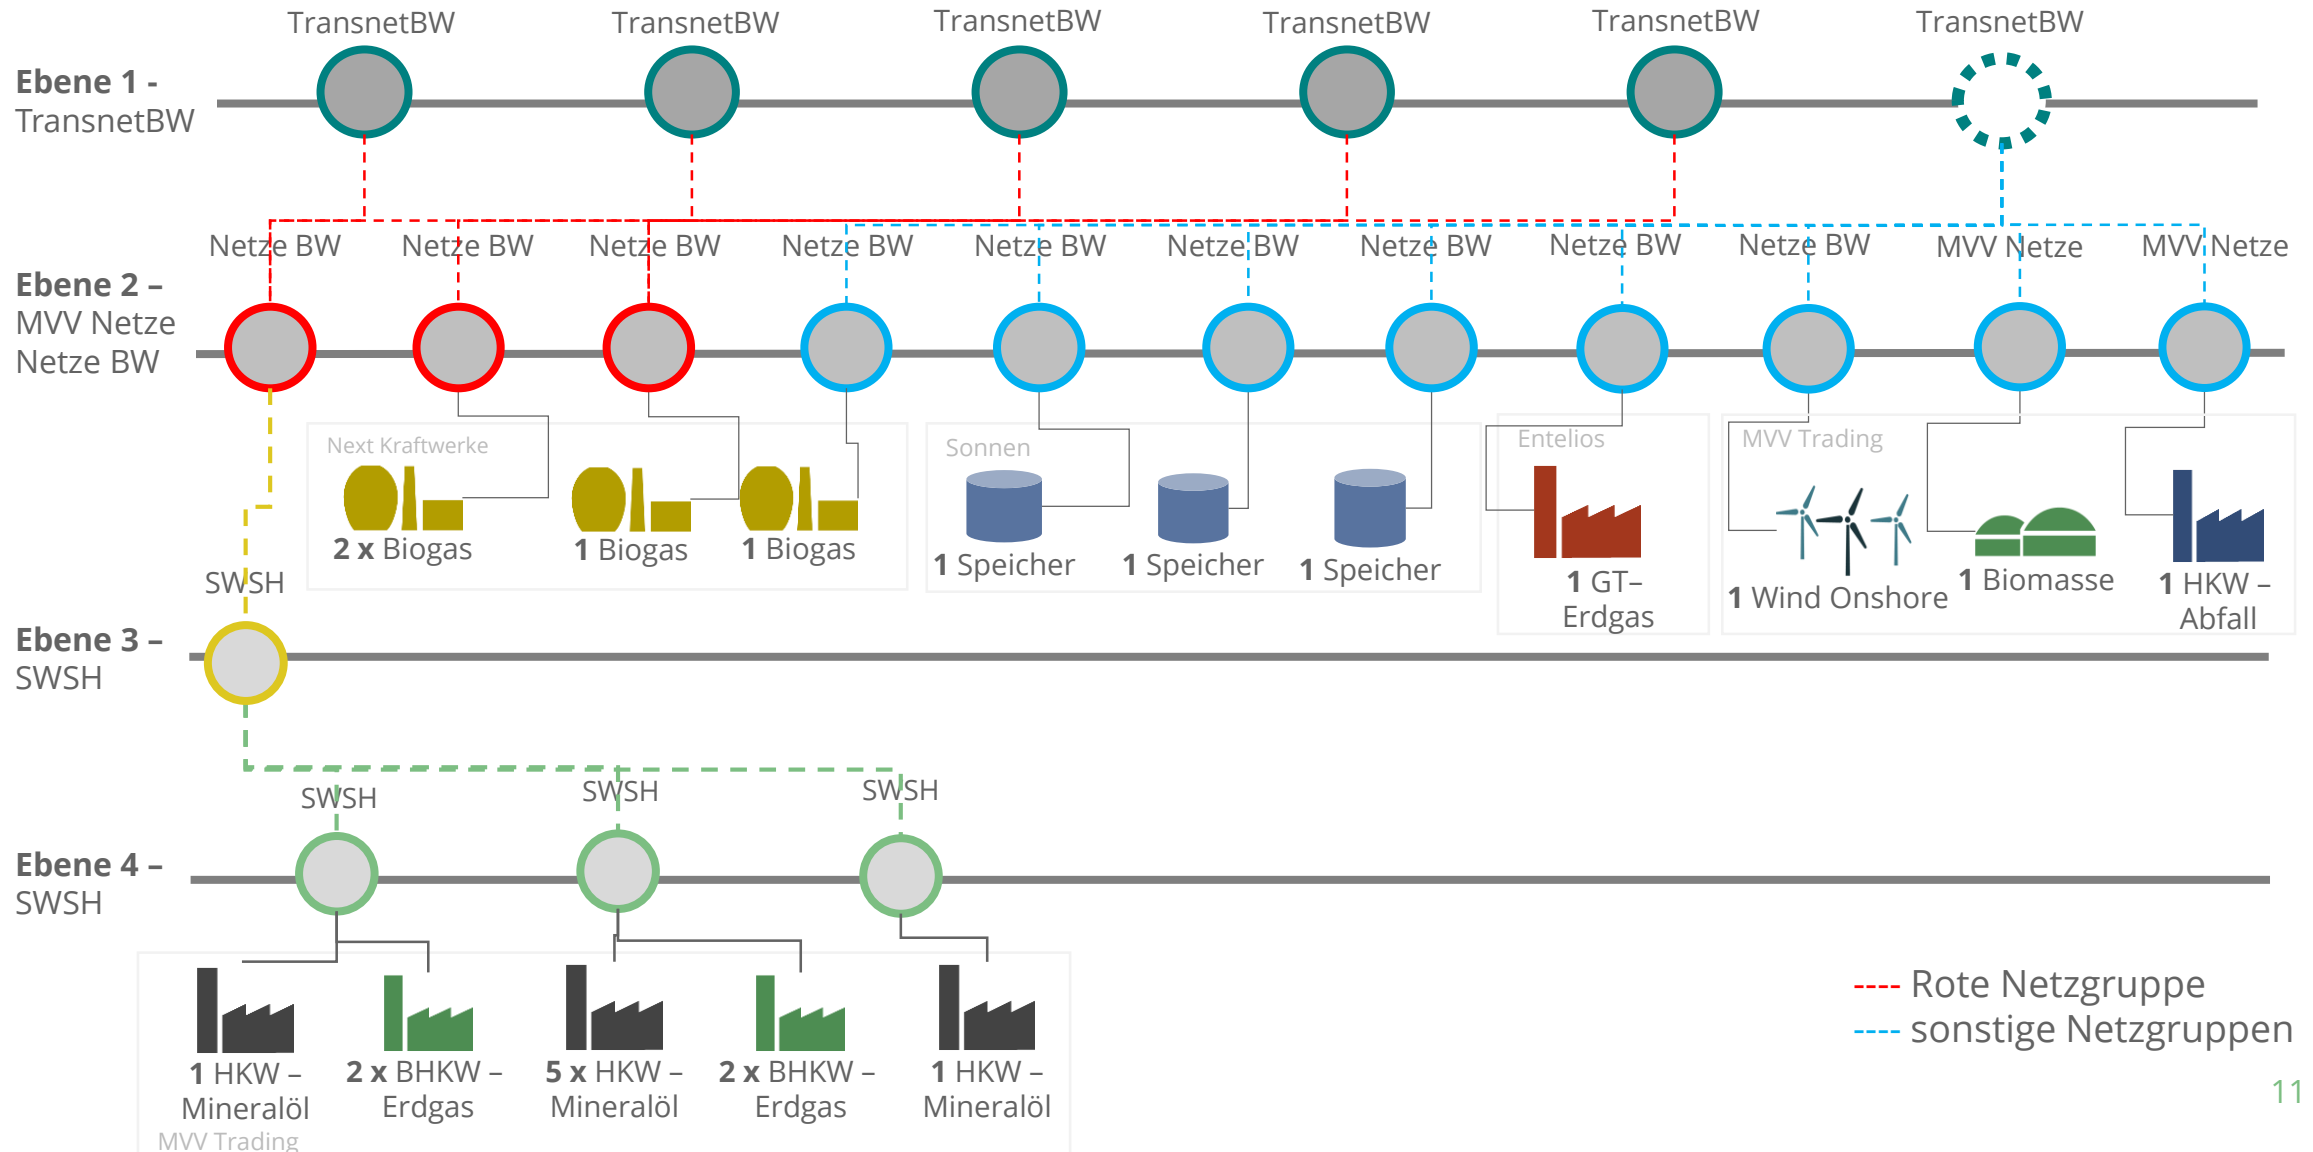 TransnetBW TransnetBW TransnetBW TransnetBW TransnetBW TransnetBW
Ebene 1 -
TransnetBW
Netze BW Netze BW Netze BW Netze BW Netze BW Netze BW Netze BW Netze BW Netze BW MVV Netze MVV Netze
Ebene 2 –
MVV Netze
Netze BW
Next Kraftwerke
2 x Biogas
1 Biogas
1 Biogas
Sonnen
1 Speicher
1 Speicher
1 Speicher
Entelios
1 GT–
Erdgas
MVV Trading
1 Wind Onshore
1 Biomasse
1 HKW –
Abfall
SWSH
Ebene 3 –
SWSH
SWSH SWSH SWSH
Ebene 4 –
SWSH
1 HKW –
Mineralöl
2 x BHKW –
Erdgas
5 x HKW –
Mineralöl
2 x BHKW –
Erdgas
1 HKW –
Mineralöl
MVV Trading
---- Rote Netzgruppe
---- sonstige Netzgruppen
11